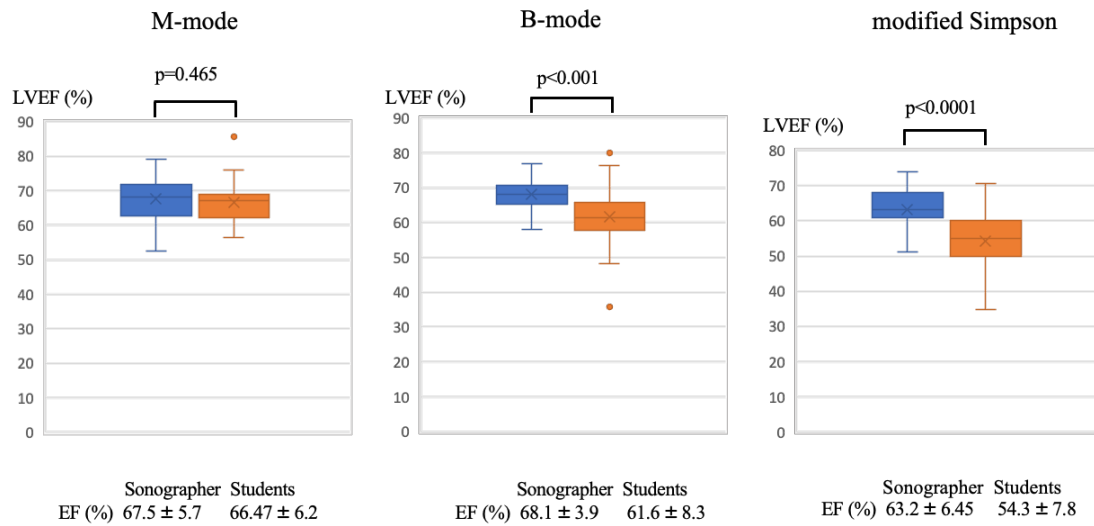 M-mode
p=0.465
LVEF (%)
90
80
70
60
50
40
30
20
10
0
Sonographer Students
EF (%) 67.5 ± 5.7 66.47 ± 6.2
B-mode
p<0.001
LVEF (%)
90
80
70
60
50
40
30
20
10
0
Sonographer Students
EF (%) 68.1 ± 3.9 61.6 ± 8.3
modified Simpson
p<0.0001
LVEF (%)
80
70
60
50
40
30
20
10
0
Sonographer Students
EF (%) 63.2 ± 6.45 54.3 ± 7.8